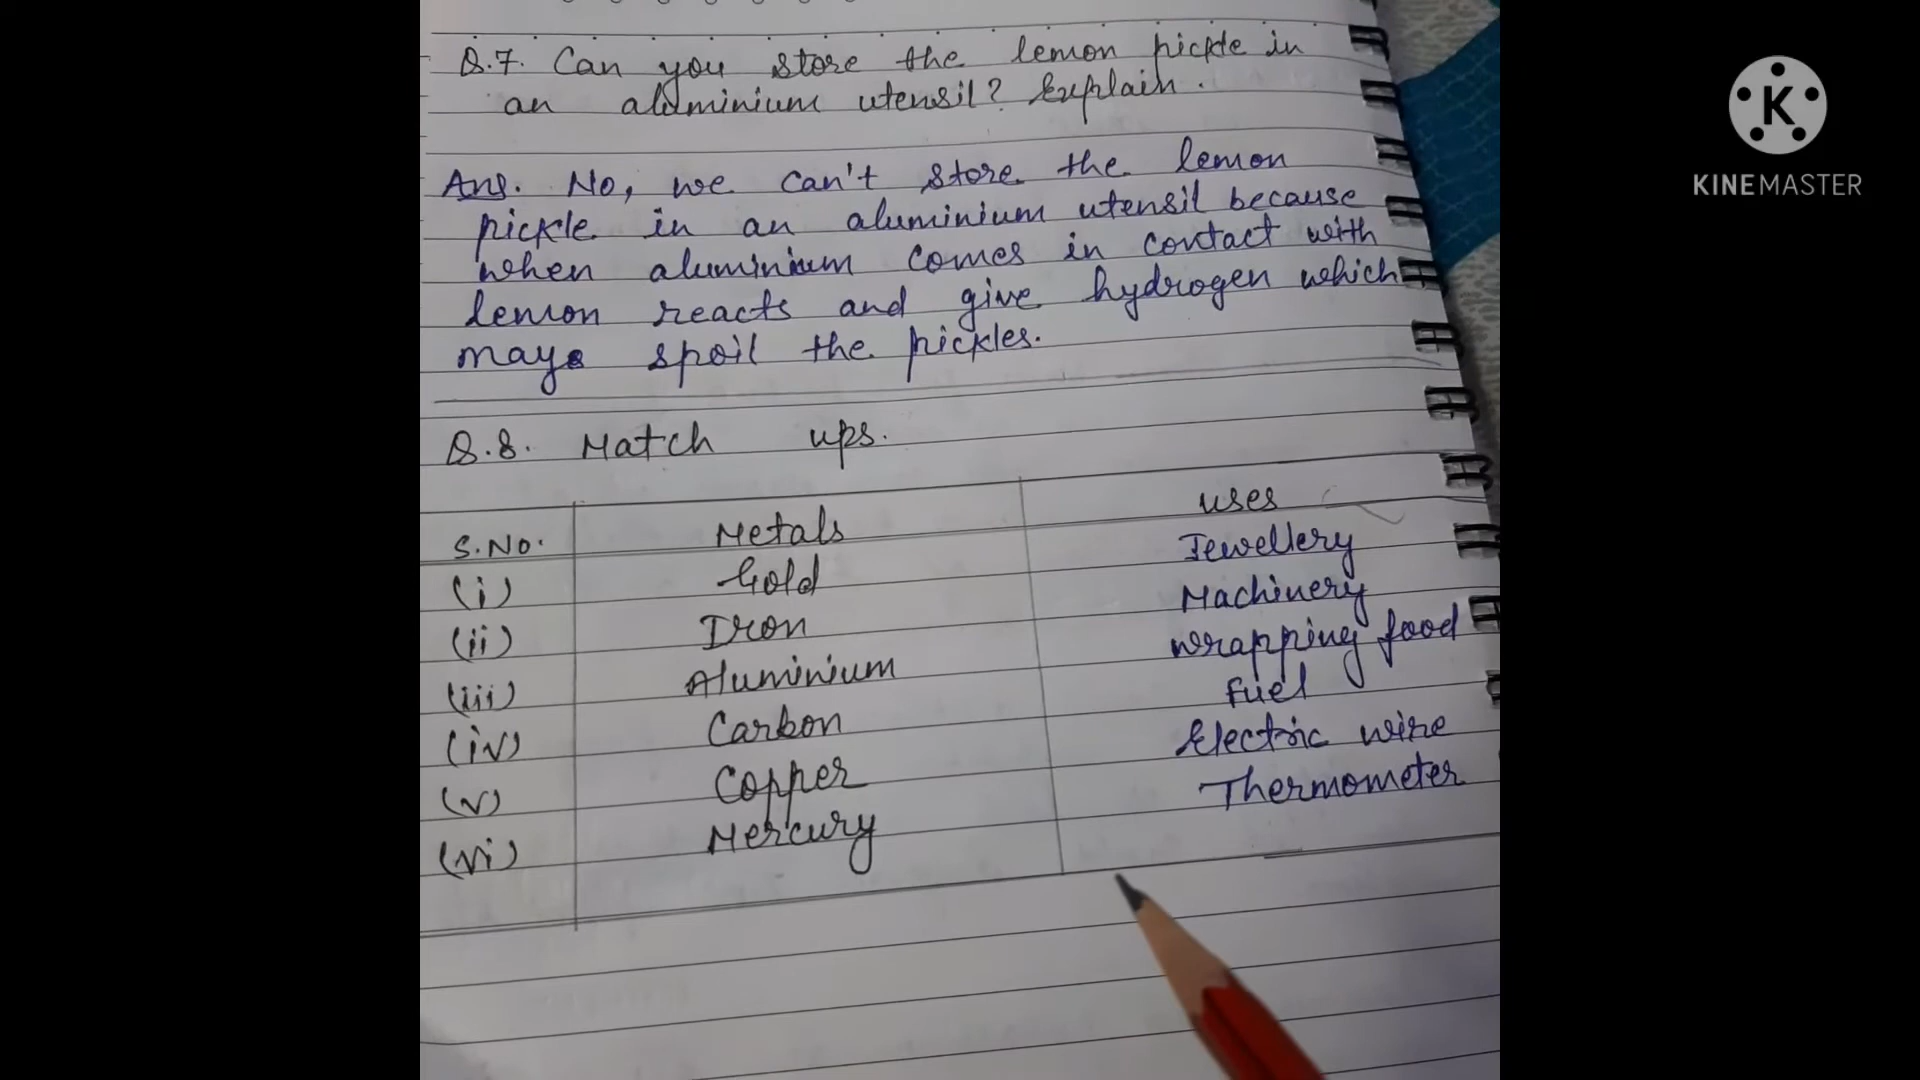 Q.7. Can you store the lemon pickle in
an aluminium utensil? Explain.
Ans. No, we can't store the lemon
pickle in an aluminium utensil because
when aluminium comes in contact with
lemon reacts and give hydrogen which
may spoil the pickles.
Q.8. Match ups.
S.No. Metals uses
(i) Gold Jewellery
(ii) Iron Machinery
(iii) Aluminium wrapping food
(iv) Carbon fuel
(v) Copper Electric wire
(vi) Mercury Thermometer
K
KINEMASTER